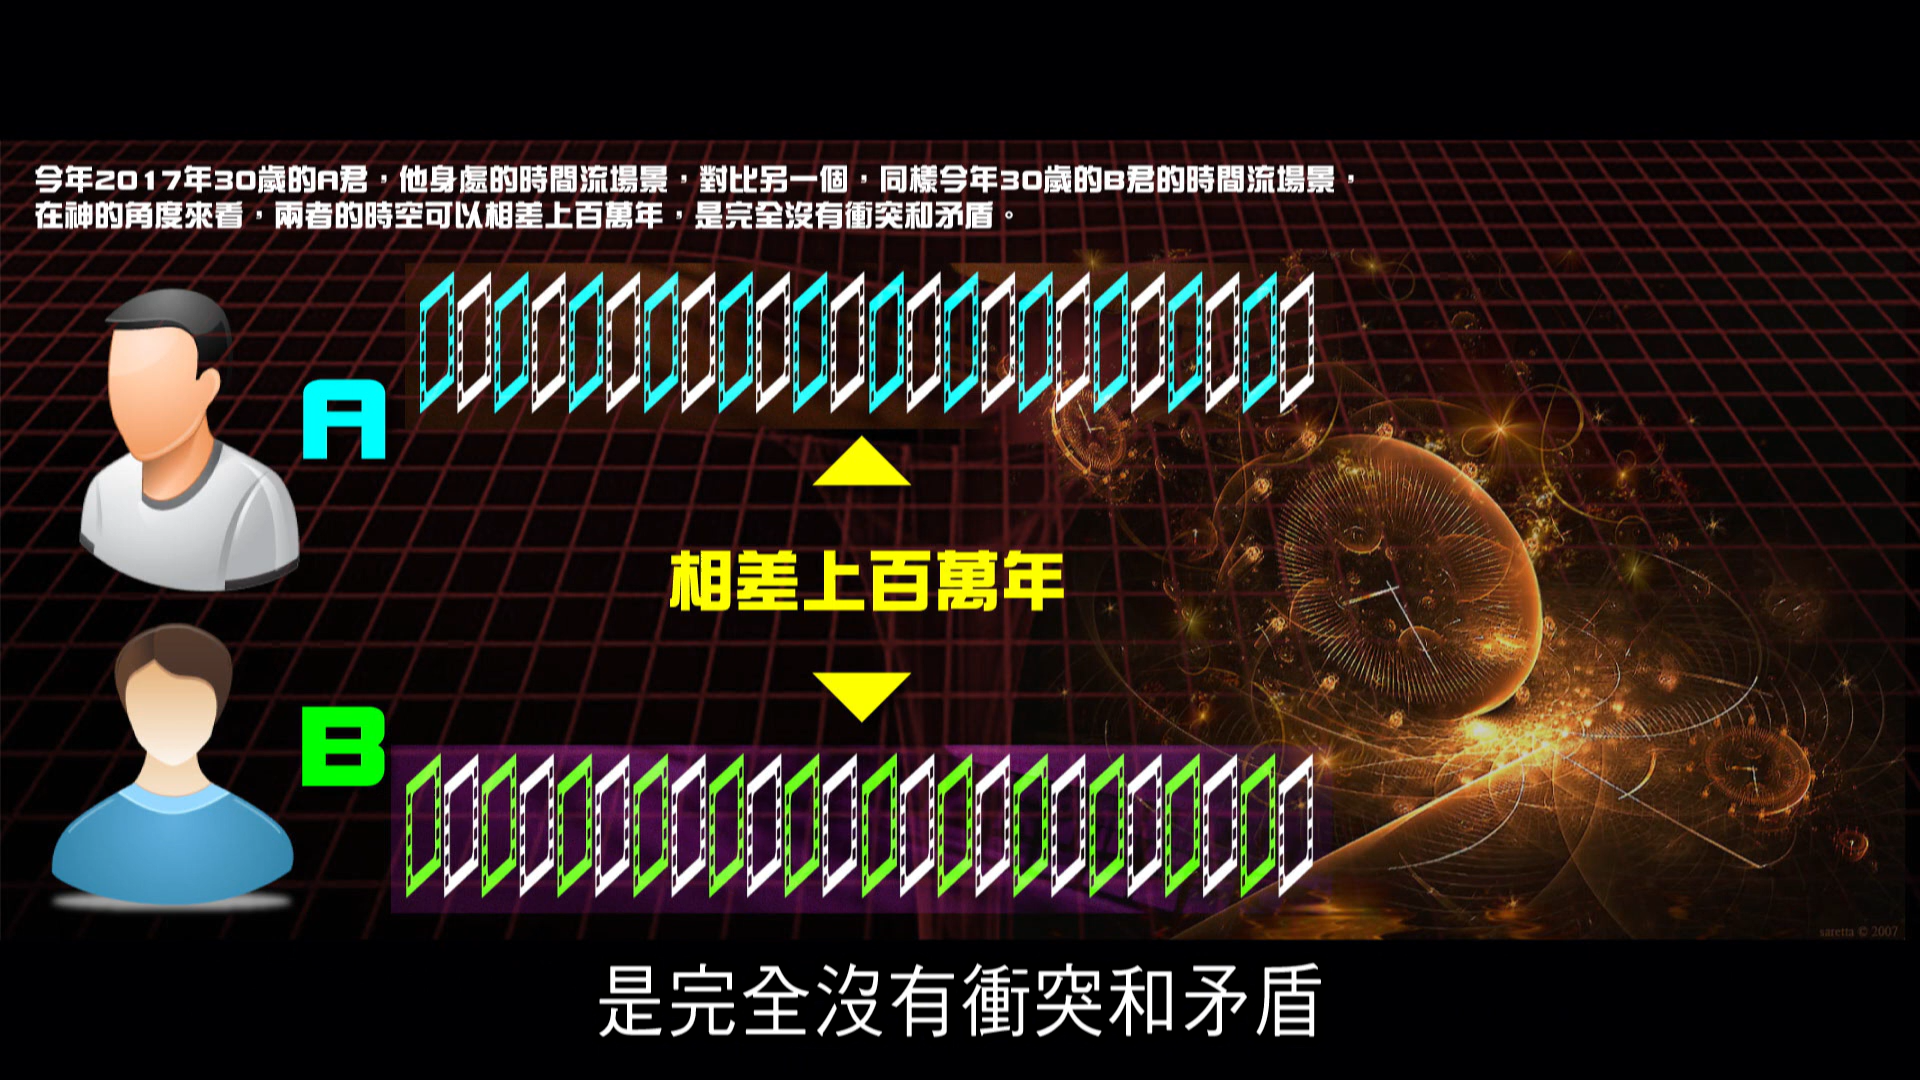 今年2017年30歲的A君，他身處的時間流場景，對比另一個，同樣今年30歲的B君的時間流場景，
在神的角度來看，兩者的時空可以相差上百萬年，是完全沒有衝突和矛盾。
A
相差上百萬年
B
saretta © 2007
是完全沒有衝突和矛盾